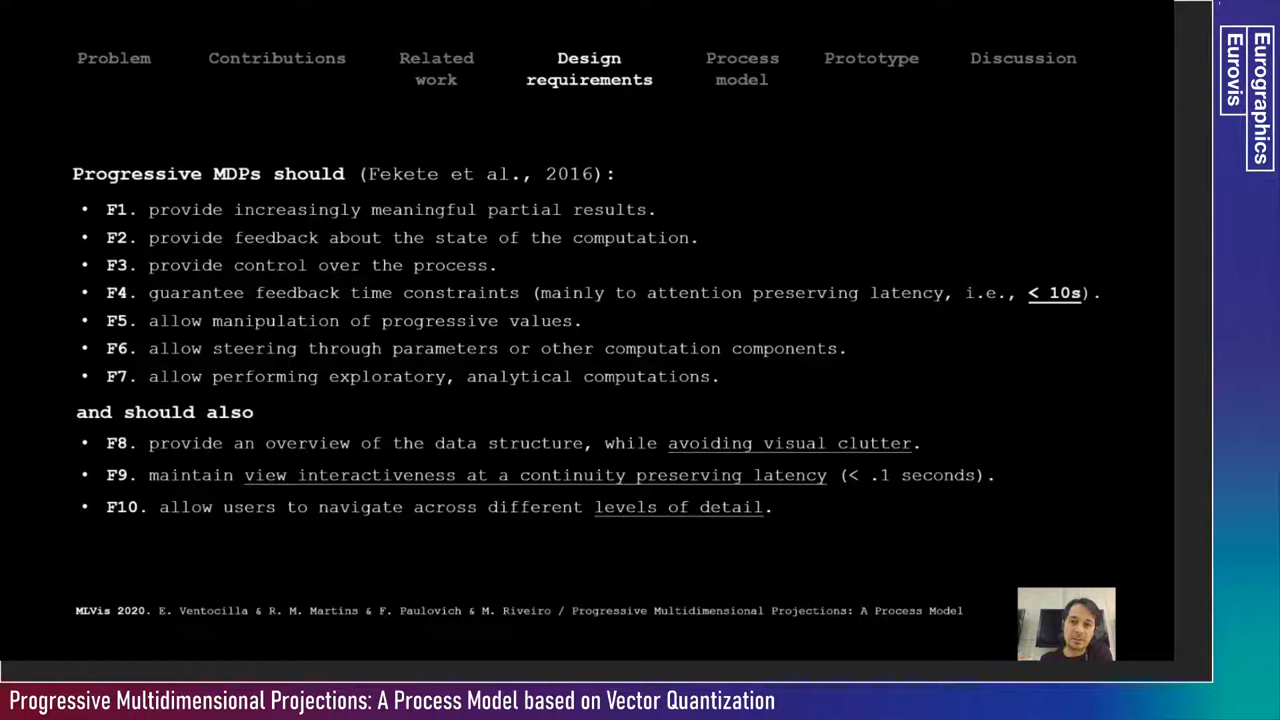 Problem
Contributions
Related
work
Design
requirements
Process
model
Prototype
Discussion
Eurographics
Eurovis
Progressive MDPs should (Fekete et al., 2016):
• F1. provide increasingly meaningful partial results.
• F2. provide feedback about the state of the computation.
• F3. provide control over the process.
• F4. guarantee feedback time constraints (mainly to attention preserving latency, i.e., < 10s).
• F5. allow manipulation of progressive values.
• F6. allow steering through parameters or other computation components.
• F7. allow performing exploratory, analytical computations.
and should also
• F8. provide an overview of the data structure, while avoiding visual clutter.
• F9. maintain view interactiveness at a continuity preserving latency (< .1 seconds).
• F10. allow users to navigate across different levels of detail.
MLVis 2020. E. Ventocilla & R. M. Martins & F. Paulovich & M. Riveiro / Progressive Multidimensional Projections: A Process Model
Progressive Multidimensional Projections: A Process Model based on Vector Quantization